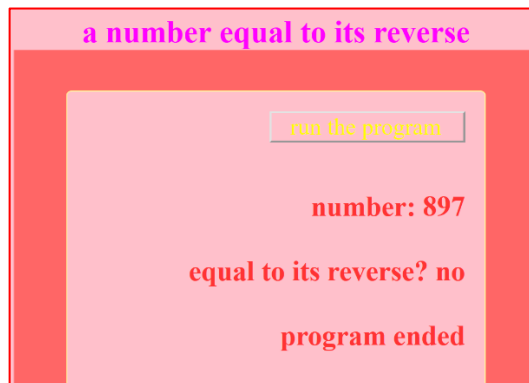 a number equal to its reverse
run the program
number: 897
equal to its reverse? no
program ended